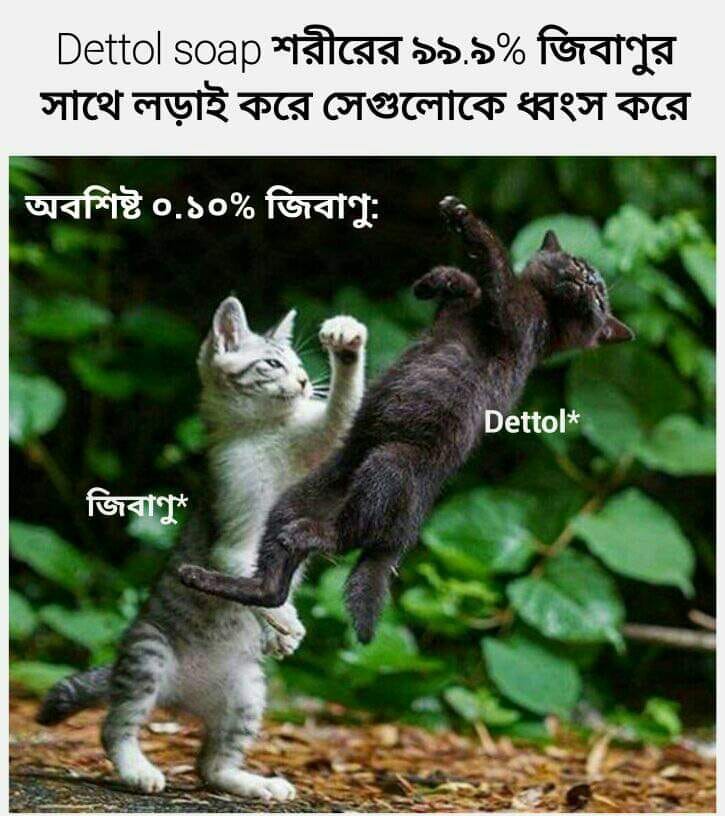 Dettol soap শরীরের ৯৯.৯% জিবাণুর
সাথে লড়াই করে সেগুলোকে ধ্বংস করে
অবশিষ্ট ০.১০% জিবাণু:
Dettol*
জিবাণু*